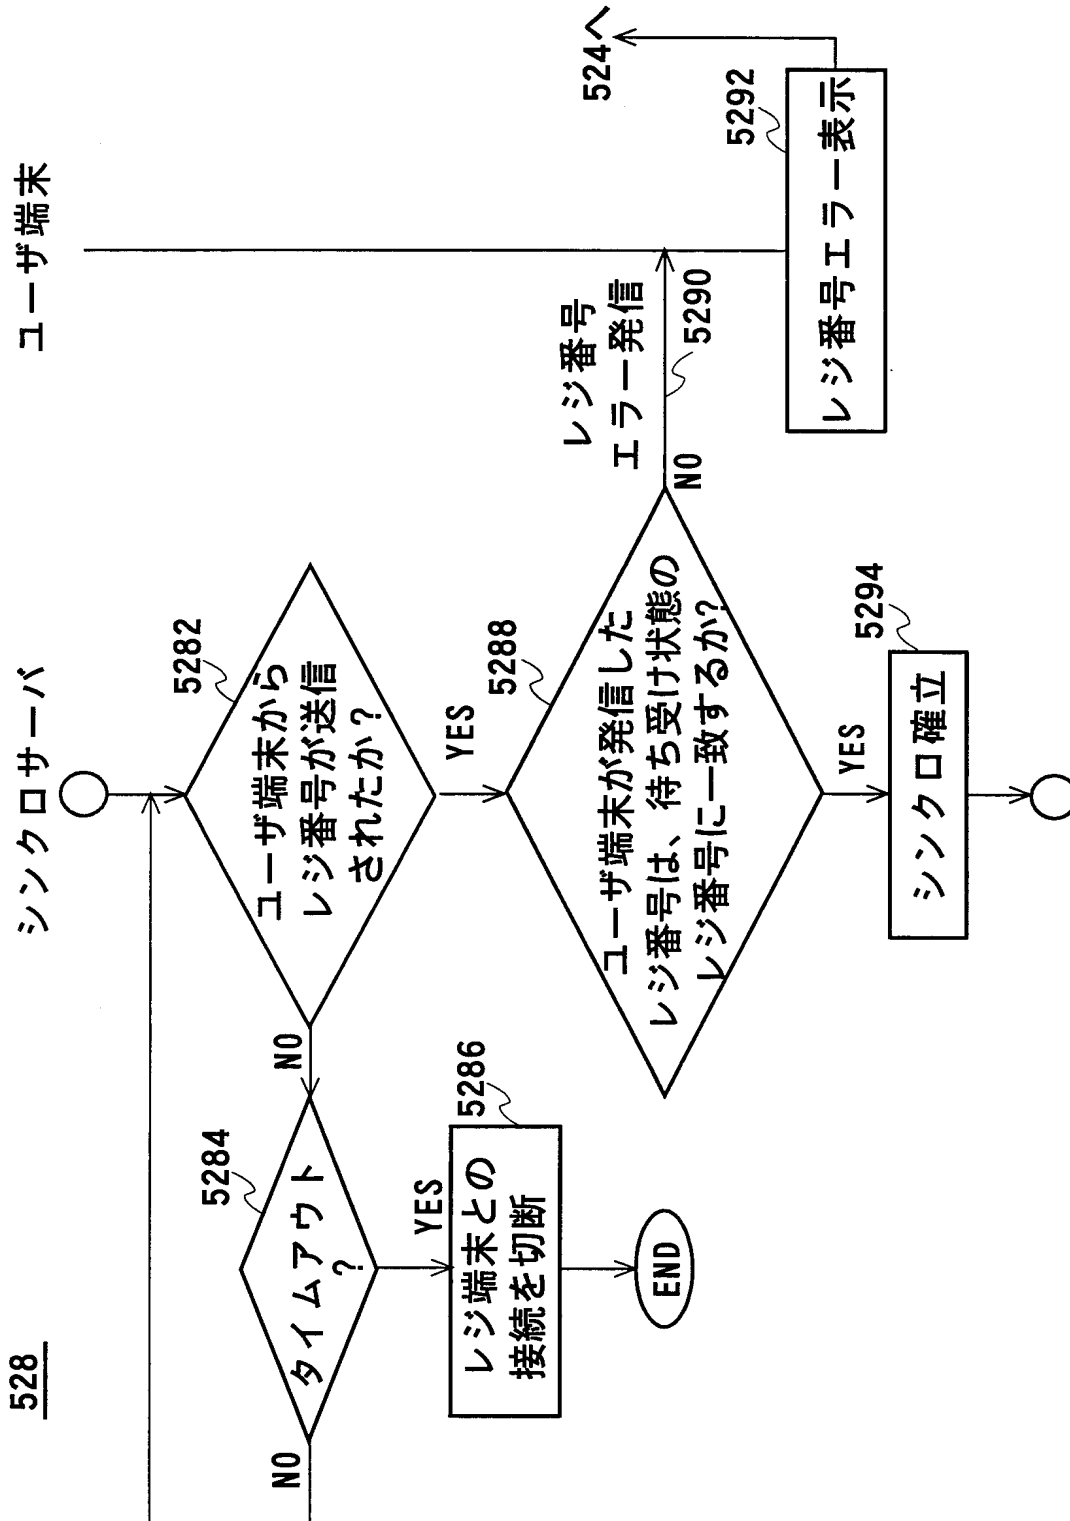 528
シンクロサーバ
ユーザ端末
5282
ユーザ端末から
レジ番号が送信
されたか？
NO
YES
5284
タイムアウト
？
NO
YES
5286
レジ端末との
接続を切断
END
5288
ユーザ端末が発信した
レジ番号は、待ち受け状態の
レジ番号に一致するか?
NO
YES
レジ番号
エラー発信
5290
5292
レジ番号エラー表示
524へ
5294
シンクロ確立